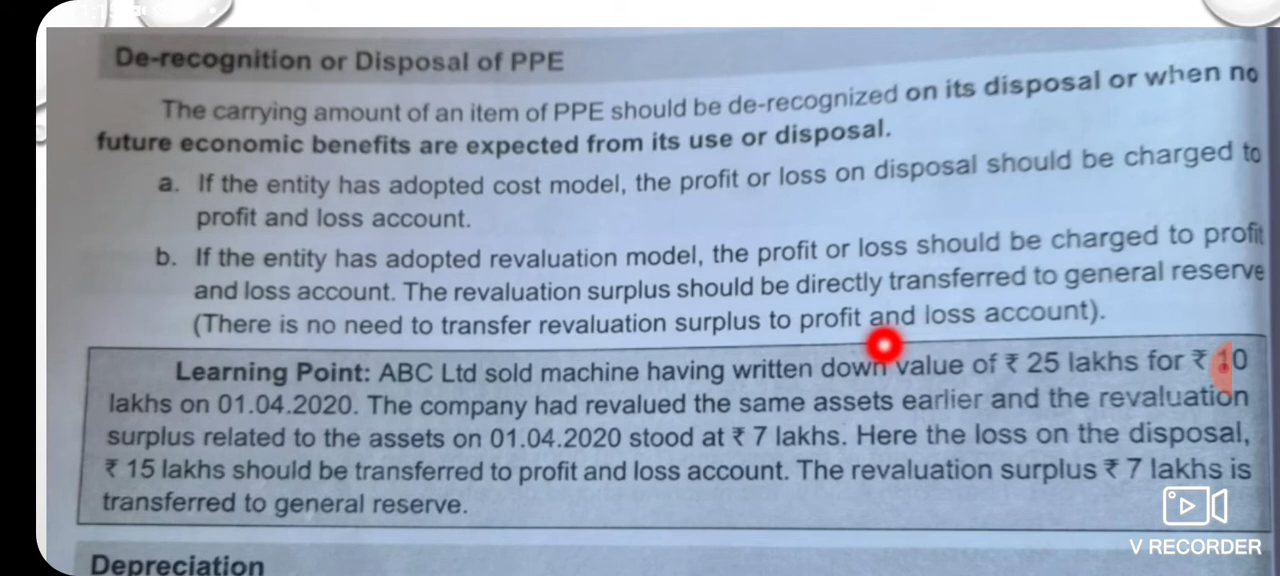 De-recognition or Disposal of PPE
The carrying amount of an item of PPE should be de-recognized on its disposal or when no
future economic benefits are expected from its use or disposal.
a. If the entity has adopted cost model, the profit or loss on disposal should be charged to
profit and loss account.
b. If the entity has adopted revaluation model, the profit or loss should be charged to profit
and loss account. The revaluation surplus should be directly transferred to general reserve
(There is no need to transfer revaluation surplus to profit and loss account).
Learning Point: ABC Ltd sold machine having written down value of ₹ 25 lakhs for ₹ 10
lakhs on 01.04.2020. The company had revalued the same assets earlier and the revaluation
surplus related to the assets on 01.04.2020 stood at ₹ 7 lakhs. Here the loss on the disposal,
₹ 15 lakhs should be transferred to profit and loss account. The revaluation surplus ₹ 7 lakhs is
transferred to general reserve.
V RECORDER
Depreciation